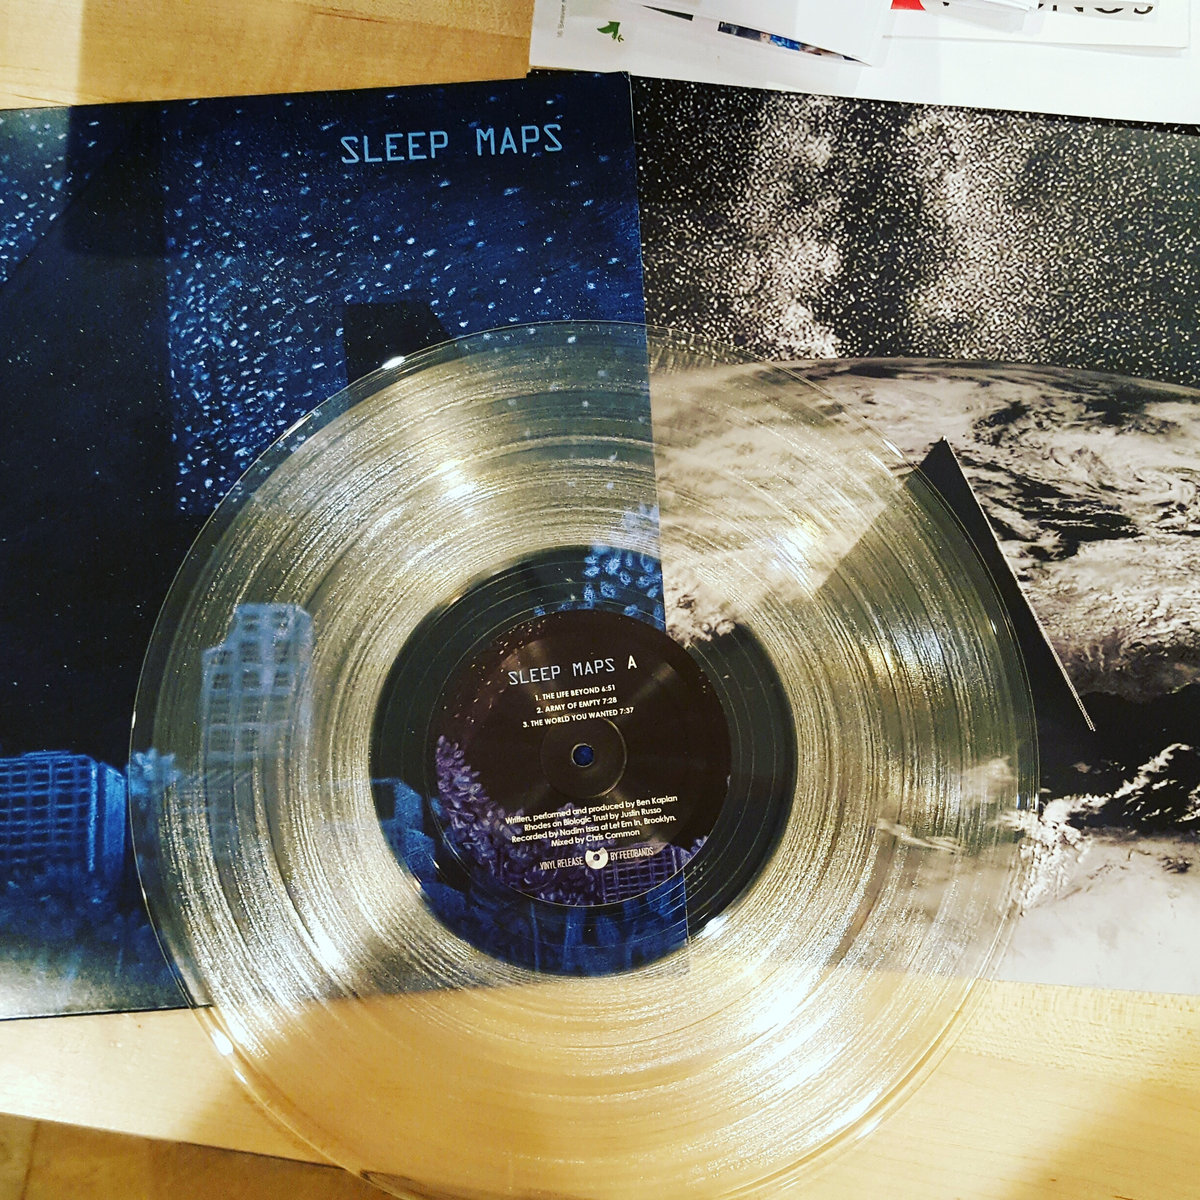 SLEEP MAPS
SLEEP MAPS A
1. THE LIFE BEYOND 6:51
2. ARMY OF EMPTY 7:28
3. THE WORLD YOU WANTED 7:37
Written, performed and produced by Ben Kaplan
Rhodes on Biologic Trust by Justin Russo
Recorded by Nadim Issa at Let Em In, Brooklyn.
Mixed by Chris Common
VINYL RELEASE BY FEEDBANDS